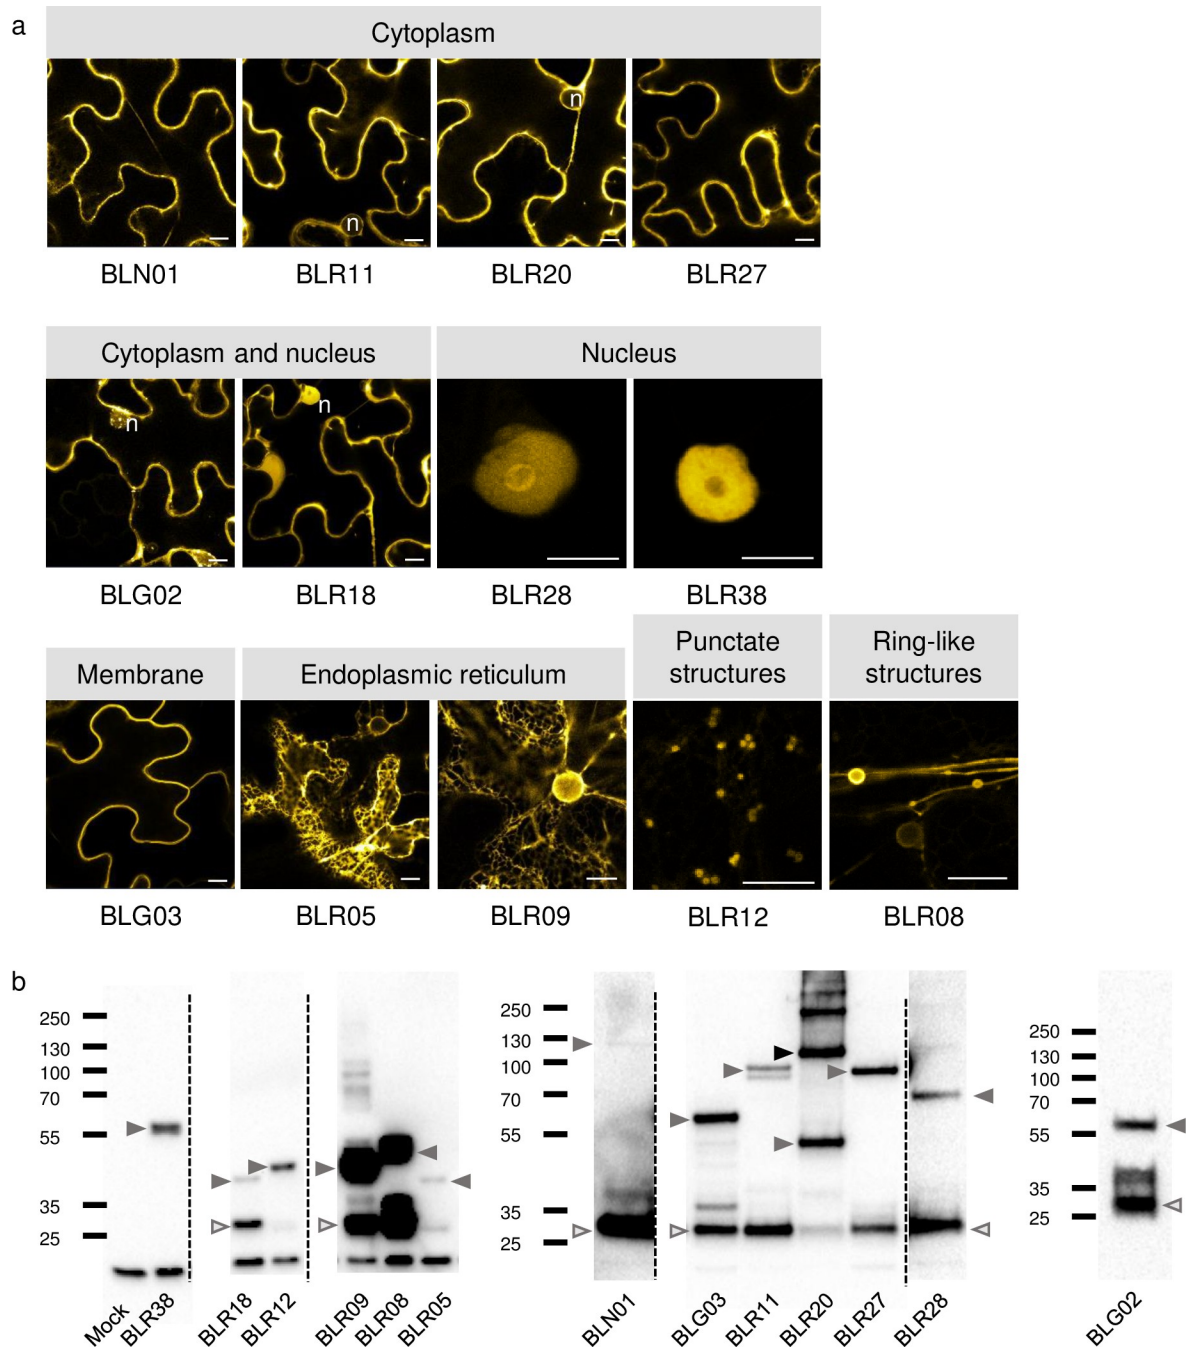 a
Cytoplasm
n
n
BLN01 BLR11 BLR20 BLR27
Cytoplasm and nucleus Nucleus
n
n
BLG02 BLR18 BLR28 BLR38
Membrane Endoplasmic reticulum Punctate structures Ring-like structures
BLG03 BLR05 BLR09 BLR12 BLR08
b
250
130
100
70
55
35
25
Mock BLR38 BLR18 BLR12 BLR09 BLR08 BLR05
250
130
100
70
55
35
25
BLN01 BLG03 BLR11 BLR20 BLR27 BLR28
250
130
100
70
55
35
25
BLG02